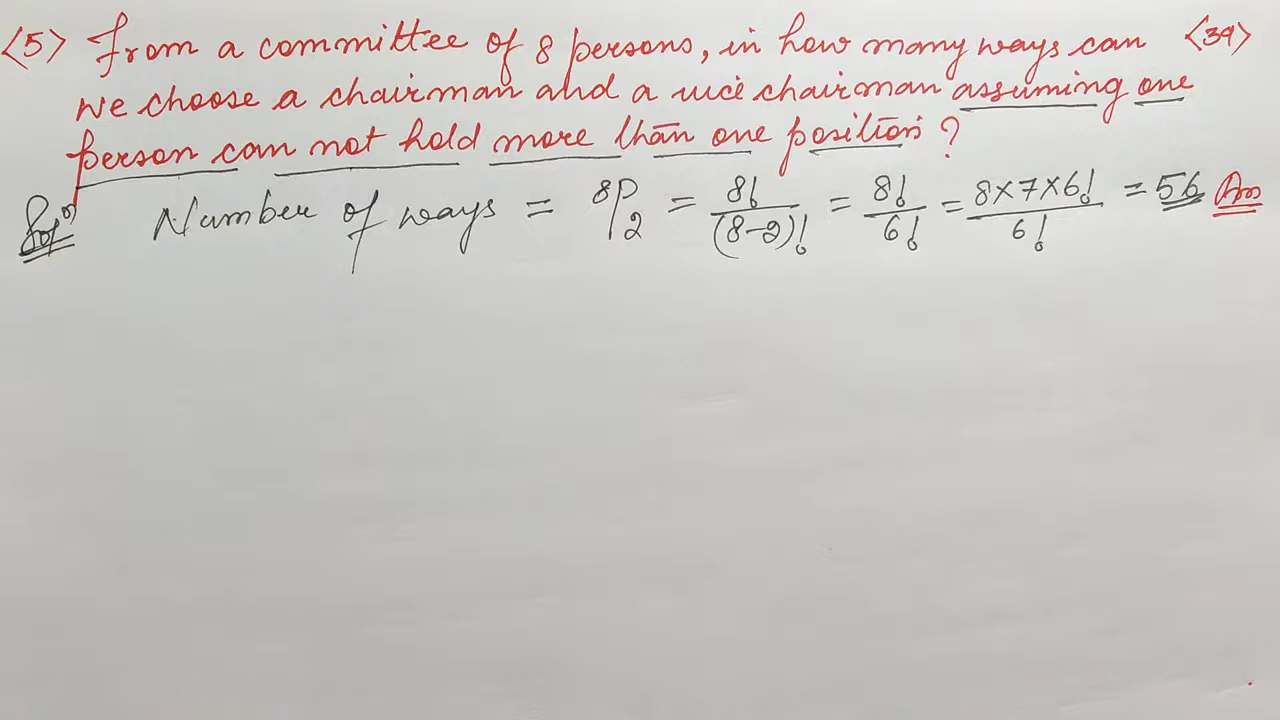 <5> From a committee of 8 persons, in how many ways can <39>
we choose a chairman and a vice chairman assuming one
person can not hold more than one position?
Solⁿ Number of ways = ⁸P₂ = 8!/(8-2)! = 8!/6! = 8×7×6!/6! = 56 Ans